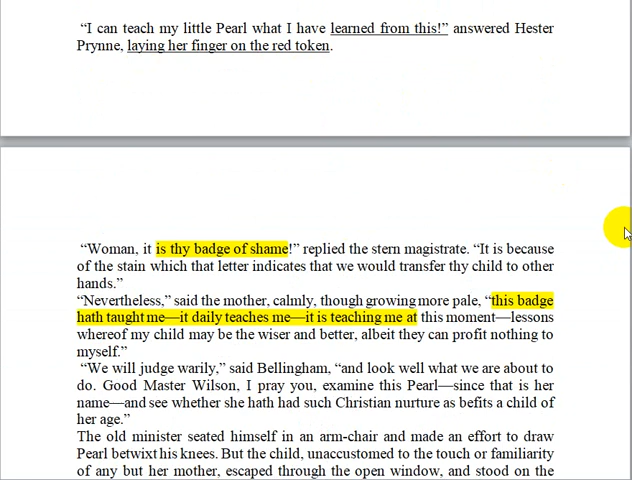 “I can teach my little Pearl what I have learned from this!” answered Hester
Prynne, laying her finger on the red token.
“Woman, it is thy badge of shame!” replied the stern magistrate. “It is because
of the stain which that letter indicates that we would transfer thy child to other
hands.”
“Nevertheless,” said the mother, calmly, though growing more pale, “this badge
hath taught me—it daily teaches me—it is teaching me at this moment—lessons
whereof my child may be the wiser and better, albeit they can profit nothing to
myself.”
“We will judge warily,” said Bellingham, “and look well what we are about to
do. Good Master Wilson, I pray you, examine this Pearl—since that is her
name—and see whether she hath had such Christian nurture as befits a child of
her age.”
The old minister seated himself in an arm-chair and made an effort to draw
Pearl betwixt his knees. But the child, unaccustomed to the touch or familiarity
of any but her mother, escaped through the open window, and stood on the